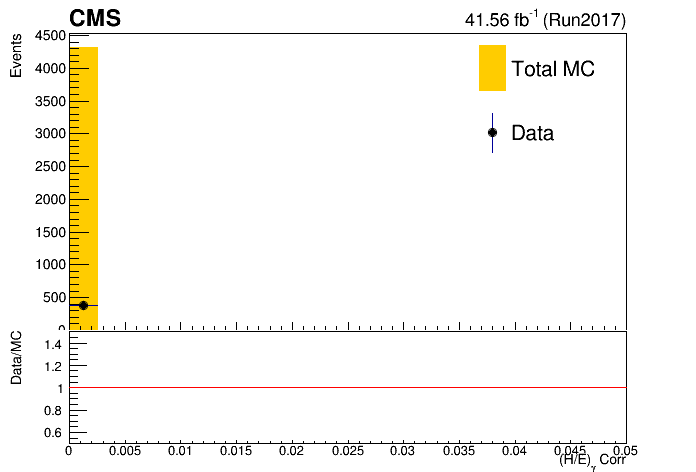 CMS
41.56 fb-1 (Run2017)
Events
4500
4000
3500
3000
2500
2000
1500
1000
500
0
Total MC
Data
Data/MC
1.4
1.2
1
0.8
0.6
0 0.005 0.01 0.015 0.02 0.025 0.03 0.035 0.04 0.045 0.05
(H/E)γ Corr